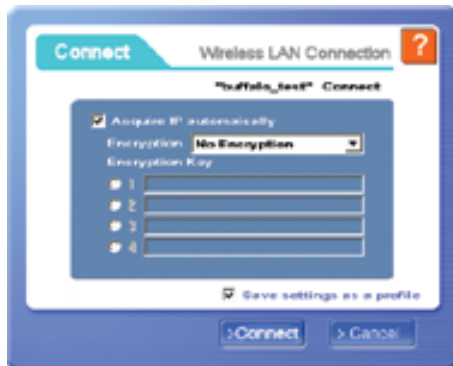 Connect
Wireless LAN Connection
?
"buffalo_test" Connect
Acquire IP automatically
Encryption No Encryption
Encryption Key
1
2
3
4
Save settings as a profile
>Connect
> Cancel